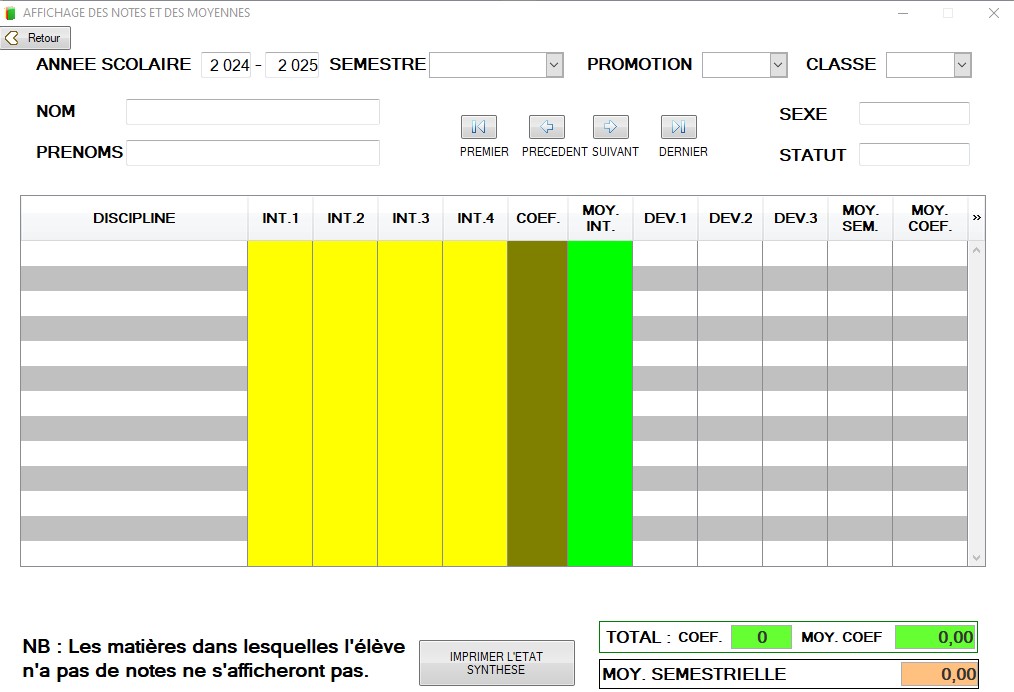 AFFICHAGE DES NOTES ET DES MOYENNES
Retour
ANNEE SCOLAIRE 2 024 - 2 025 SEMESTRE PROMOTION CLASSE
NOM SEXE
PRENOMS PREMIER PRECEDENT SUIVANT DERNIER STATUT
DISCIPLINE INT.1 INT.2 INT.3 INT.4 COEF. MOY. INT. DEV.1 DEV.2 DEV.3 MOY. SEM. MOY. COEF. »
NB : Les matières dans lesquelles l'élève
n'a pas de notes ne s'afficheront pas.
IMPRIMER L'ETAT
SYNTHESE
TOTAL : COEF. 0 MOY. COEF 0,00
MOY. SEMESTRIELLE 0,00